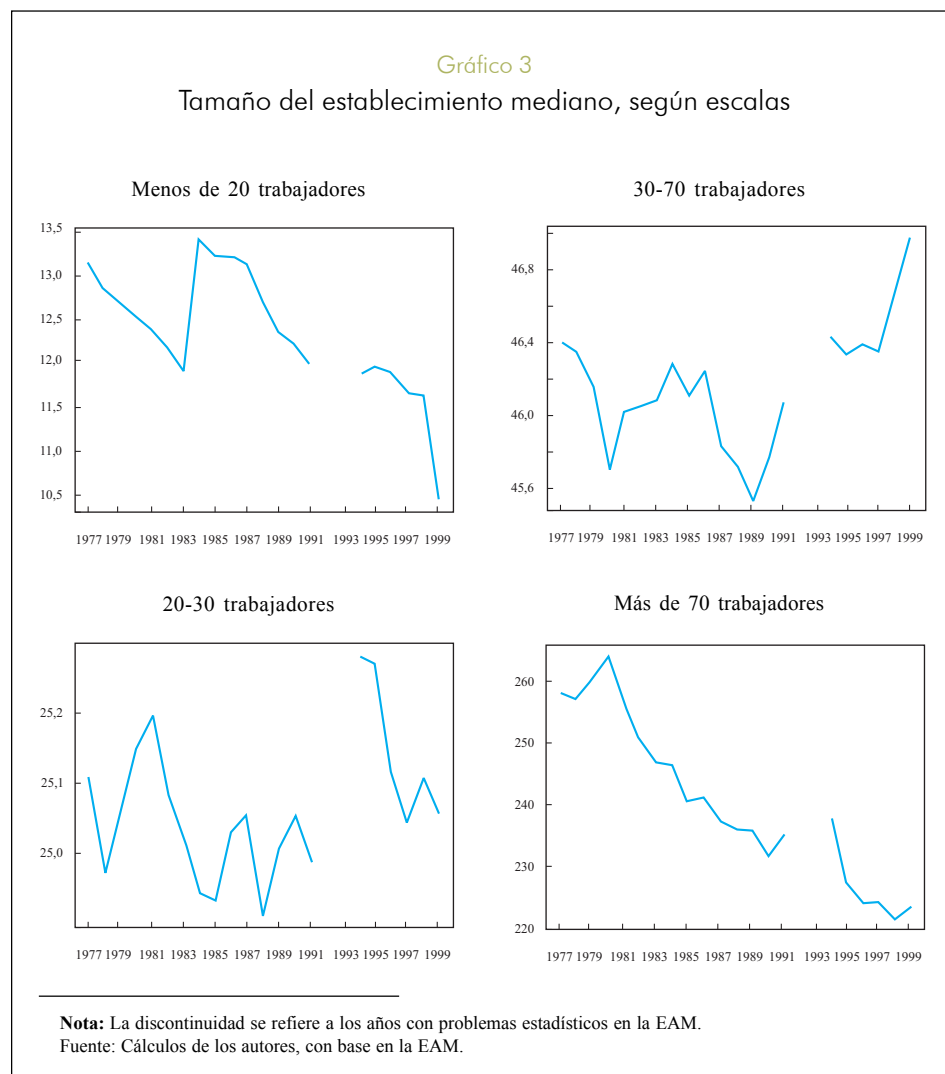 Gráfico 3
Tamaño del establecimiento mediano, según escalas
Menos de 20 trabajadores
13,5
13,0
12,5
12,0
11,5
11,0
10,5
1977 1979 1981 1983 1985 1987 1989 1991 1993 1995 1997 1999
30-70 trabajadores
46,8
46,4
46,0
45,6
1977 1979 1981 1983 1985 1987 1989 1991 1993 1995 1997 1999
20-30 trabajadores
25,2
25,1
25,0
1977 1979 1981 1983 1985 1987 1989 1991 1993 1995 1997 1999
Más de 70 trabajadores
260
250
240
230
220
1977 1979 1981 1983 1985 1987 1989 1991 1993 1995 1997 1999
Nota: La discontinuidad se refiere a los años con problemas estadísticos en la EAM.
Fuente: Cálculos de los autores, con base en la EAM.